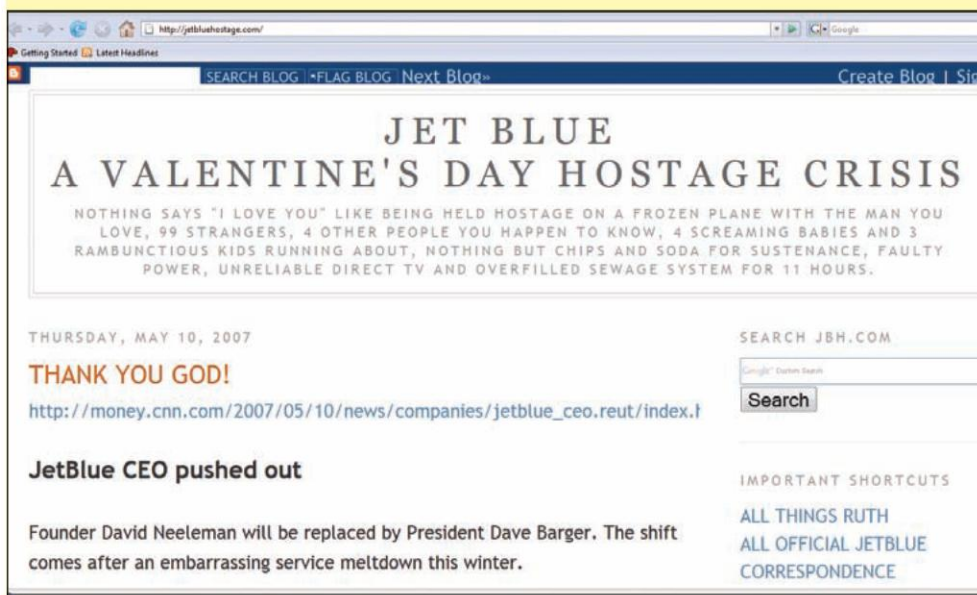 http://jetbluehostage.com/
Google
Getting Started Latest Headlines
SEARCH BLOG FLAG BLOG Next Blog»
Create Blog | Sig
JET BLUE
A VALENTINE'S DAY HOSTAGE CRISIS
NOTHING SAYS "I LOVE YOU" LIKE BEING HELD HOSTAGE ON A FROZEN PLANE WITH THE MAN YOU
LOVE, 99 STRANGERS, 4 OTHER PEOPLE YOU HAPPEN TO KNOW, 4 SCREAMING BABIES AND 3
RAMBUNCTIOUS KIDS RUNNING ABOUT, NOTHING BUT CHIPS AND SODA FOR SUSTENANCE, FAULTY
POWER, UNRELIABLE DIRECT TV AND OVERFILLED SEWAGE SYSTEM FOR 11 HOURS.
THURSDAY, MAY 10, 2007
THANK YOU GOD!
http://money.cnn.com/2007/05/10/news/companies/jetblue_ceo.reut/index.h
JetBlue CEO pushed out
Founder David Neeleman will be replaced by President Dave Barger. The shift
comes after an embarrassing service meltdown this winter.
SEARCH JBH.COM
Google™ Custom Search
Search
IMPORTANT SHORTCUTS
ALL THINGS RUTH
ALL OFFICIAL JETBLUE
CORRESPONDENCE